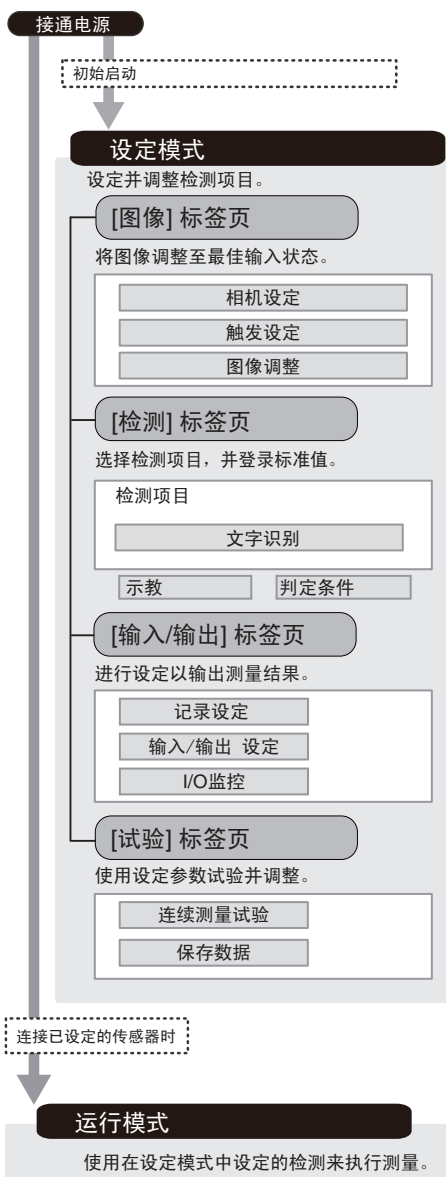 接通电源
初始启动
设定模式
设定并调整检测项目。
[图像] 标签页
将图像调整至最佳输入状态。
相机设定
触发设定
图像调整
[检测] 标签页
选择检测项目，并登录标准值。
检测项目
文字识别
示教 判定条件
[输入/输出] 标签页
进行设定以输出测量结果。
记录设定
输入/输出 设定
I/O监控
[试验] 标签页
使用设定参数试验并调整。
连续测量试验
保存数据
连接已设定的传感器时
运行模式
使用在设定模式中设定的检测来执行测量。